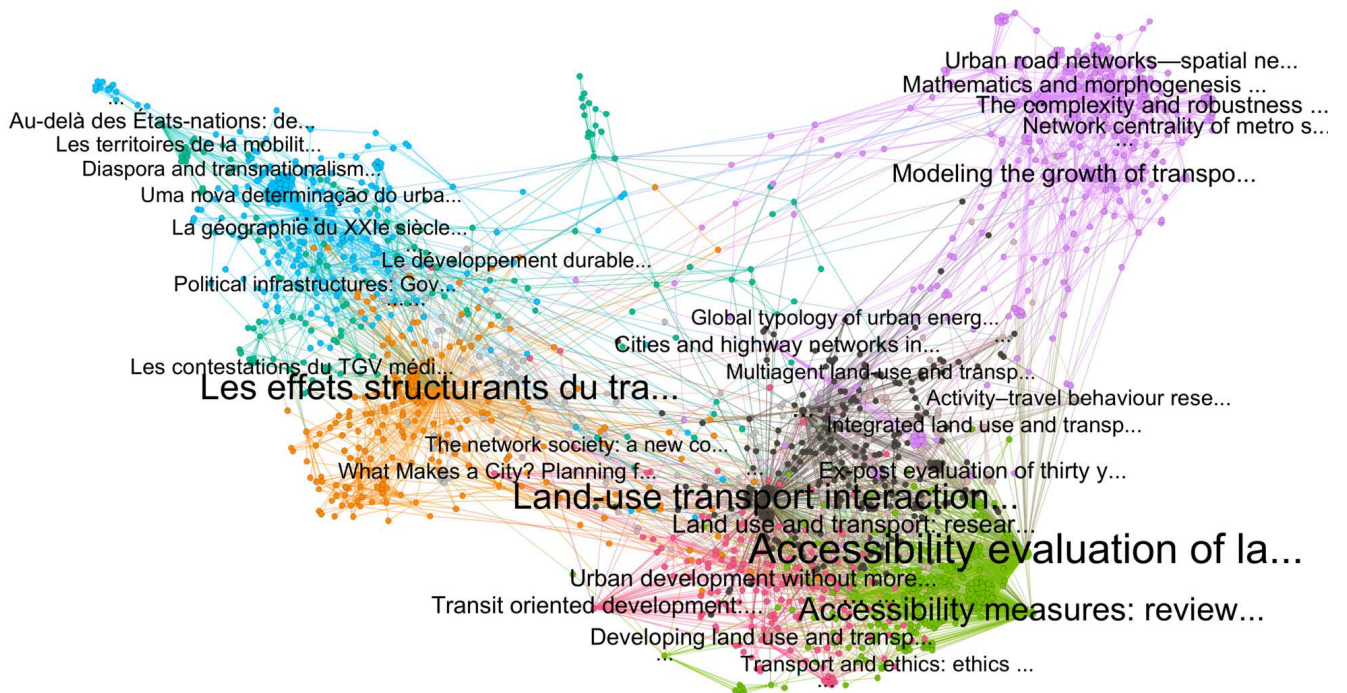 Urban road networks—spatial ne...
Mathematics and morphogenesis ...
The complexity and robustness ...
Network centrality of metro s...
...
Modeling the growth of transpo...
...
Au-delà des États-nations: de...
Les territoires de la mobilit...
Diaspora and transnationalism...
Uma nova determinação do urba...
...
La géographie du XXIe siècle...
...
Le développement durable...
Political infrastructures: Gov...
......
Global typology of urban energ...
...
Cities and highway networks in...
Les contestations du TGV médi...
Multiagent land-use and transp...
Les effets structurants du tra...
Activity–travel behaviour rese...
...
Integrated land use and transp...
The network society: a new co...
What Makes a City? Planning f...
...
Ex-post evaluation of thirty y...
Land-use transport interaction...
Land use and transport: resear...
Accessibility evaluation of la...
Urban development without more...
Transit oriented development:...
Accessibility measures: review...
Developing land use and transp...
...
Transport and ethics: ethics ...
...